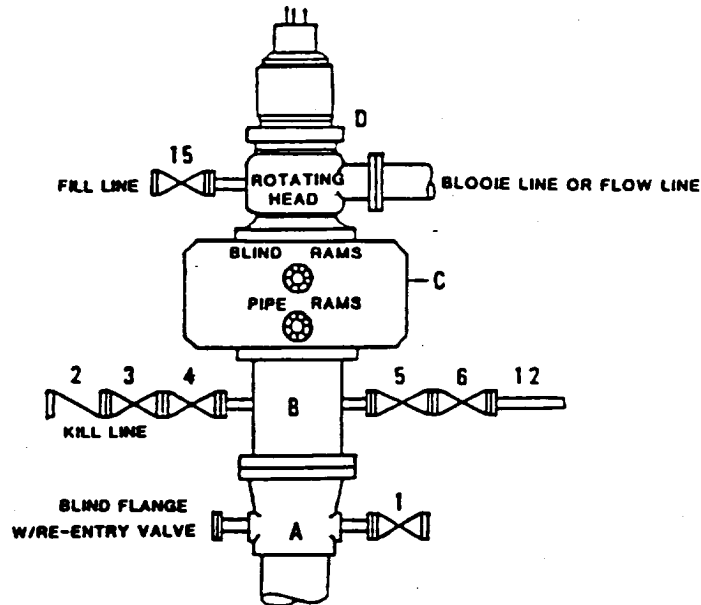 D
15
FILL LINE
ROTATING
HEAD
BLOOIE LINE OR FLOW LINE
BLIND RAMS
C
PIPE RAMS
2 3 4
5 6 12
B
KILL LINE
BLIND FLANGE
W/RE-ENTRY VALVE
A
1